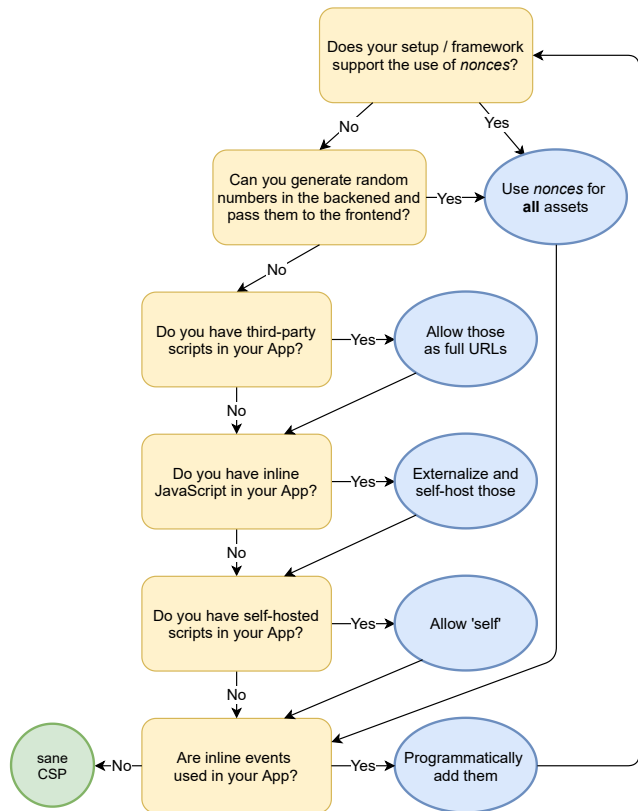 Does your setup / framework
support the use of nonces?
No
Yes
Can you generate random
numbers in the backened and
pass them to the frontend?
Yes
Use nonces for
all assets
No
Do you have third-party
scripts in your App?
Yes
Allow those
as full URLs
No
Do you have inline
JavaScript in your App?
Yes
Externalize and
self-host those
No
Do you have self-hosted
scripts in your App?
Yes
Allow 'self'
No
sane
CSP
No
Are inline events
used in your App?
Yes
Programmatically
add them